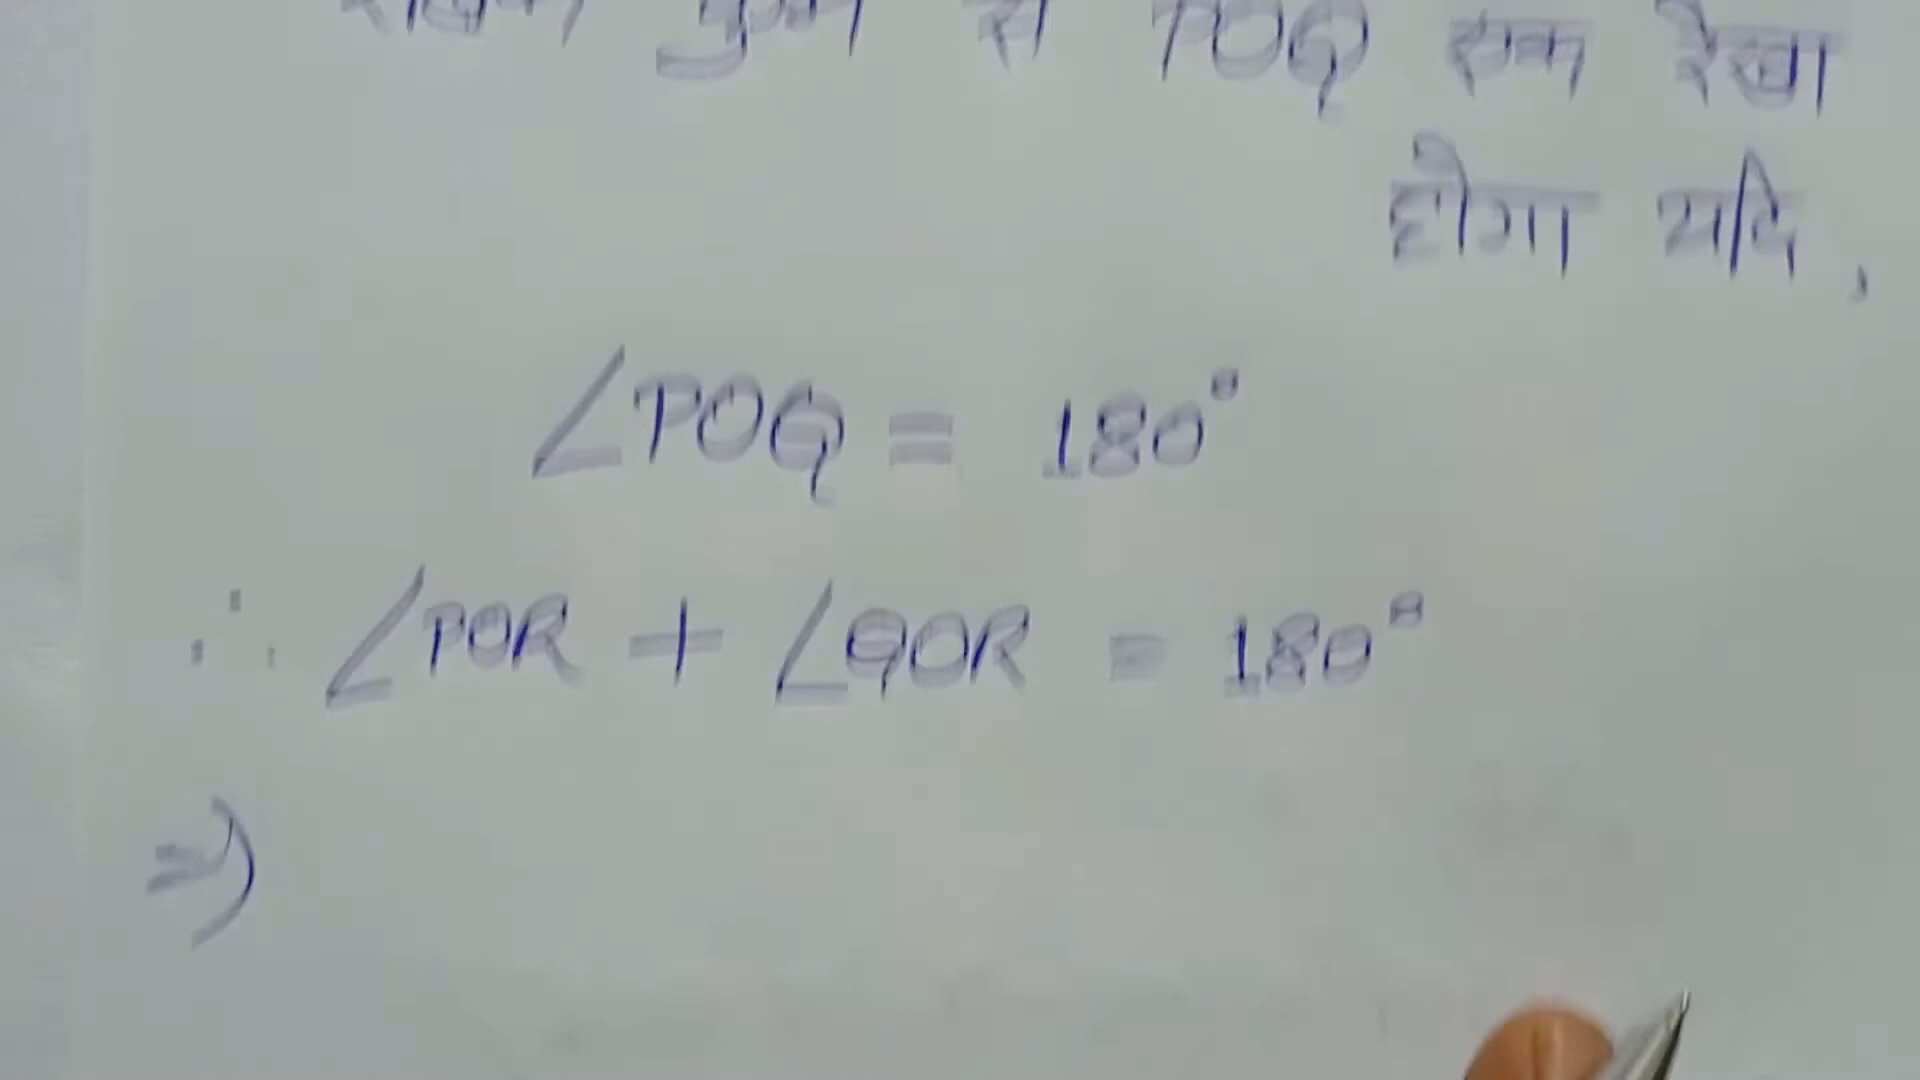 युग्म से POQ एक रेखा
होगा यदि,
∠POQ = 180°
∴ ∠POR + ∠QOR = 180°
⇒